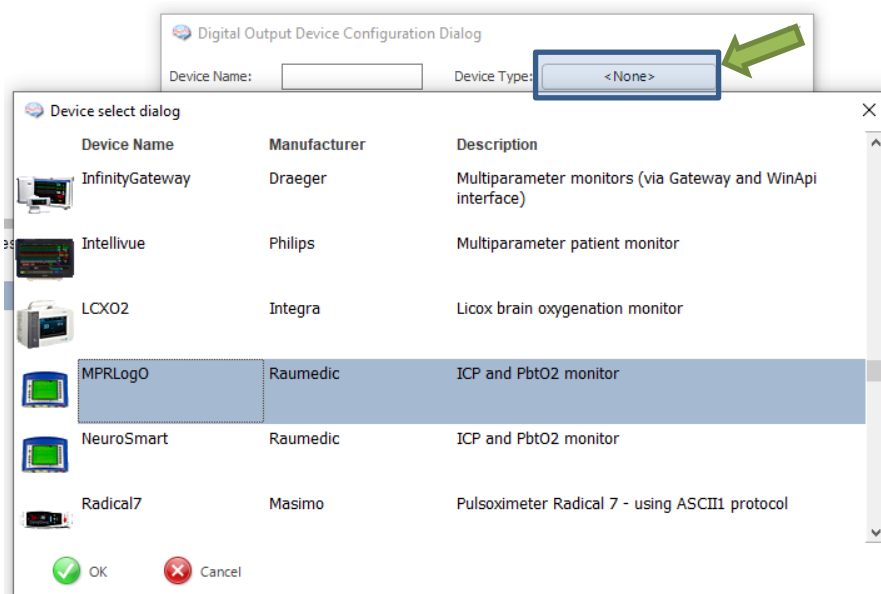 Digital Output Device Configuration Dialog
Device Name: Device Type: <None>
Device select dialog
Device Name Manufacturer Description
InfinityGateway Draeger Multiparameter monitors (via Gateway and WinApi
interface)
Intellivue Philips Multiparameter patient monitor
LCXO2 Integra Licox brain oxygenation monitor
MPRLogO Raumedic ICP and PbtO2 monitor
NeuroSmart Raumedic ICP and PbtO2 monitor
Radical7 Masimo Pulsoximeter Radical 7 - using ASCII1 protocol
OK Cancel